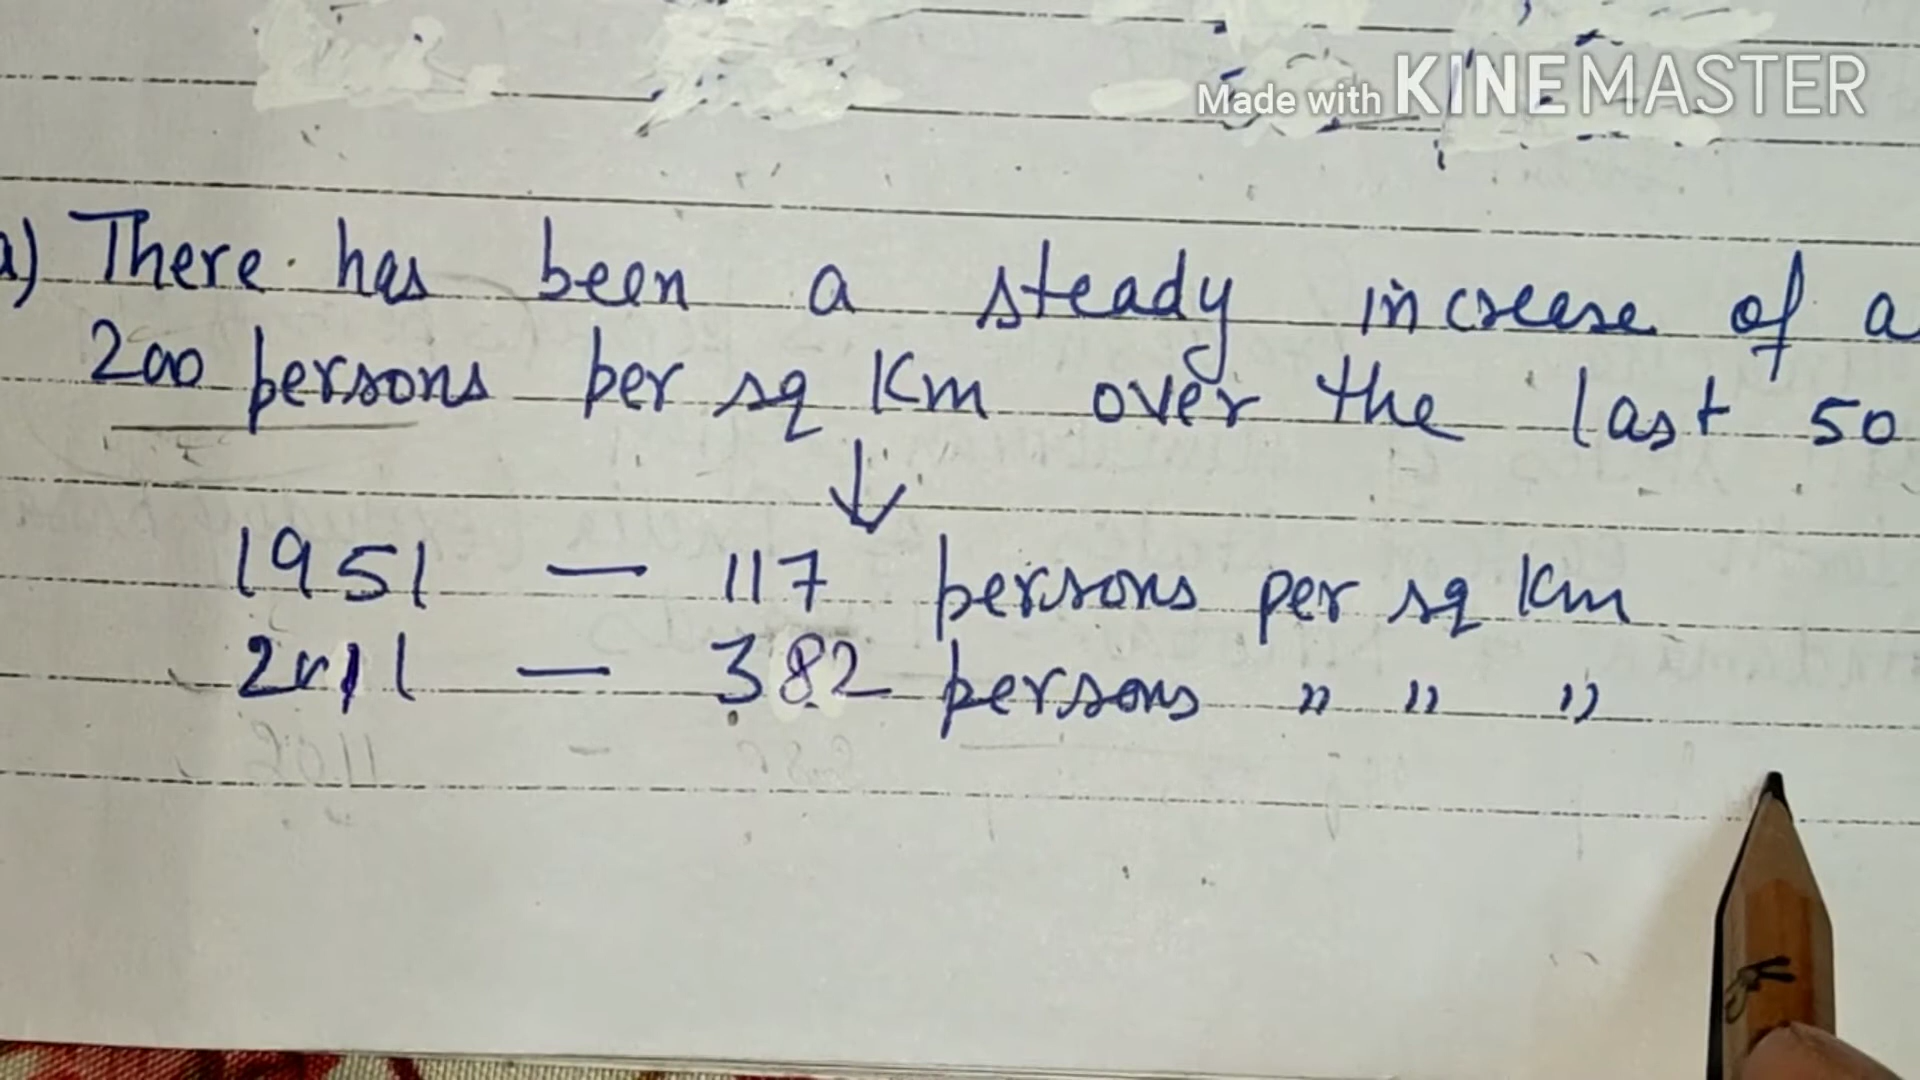 Made with KINEMASTER
a) There has been a steady increase of a
200 persons per sq km over the last 50
1951 — 117 persons per sq km
2011 — 382 persons " " "